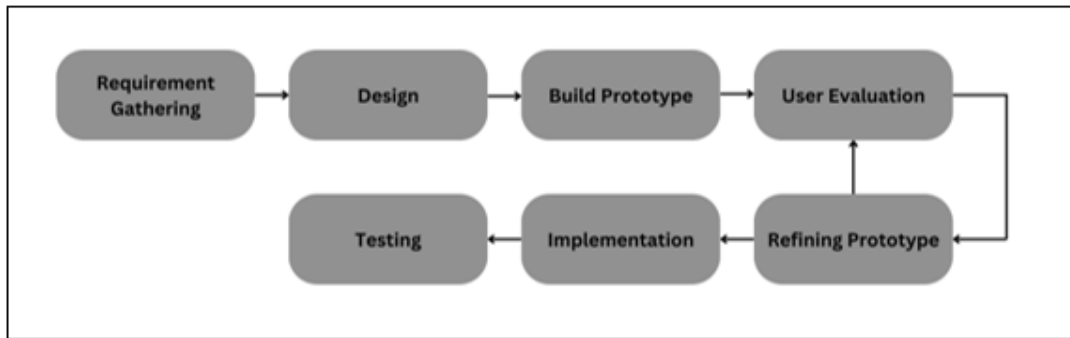 Requirement
Gathering
Design
Build Prototype
User Evaluation
Testing
Implementation
Refining Prototype